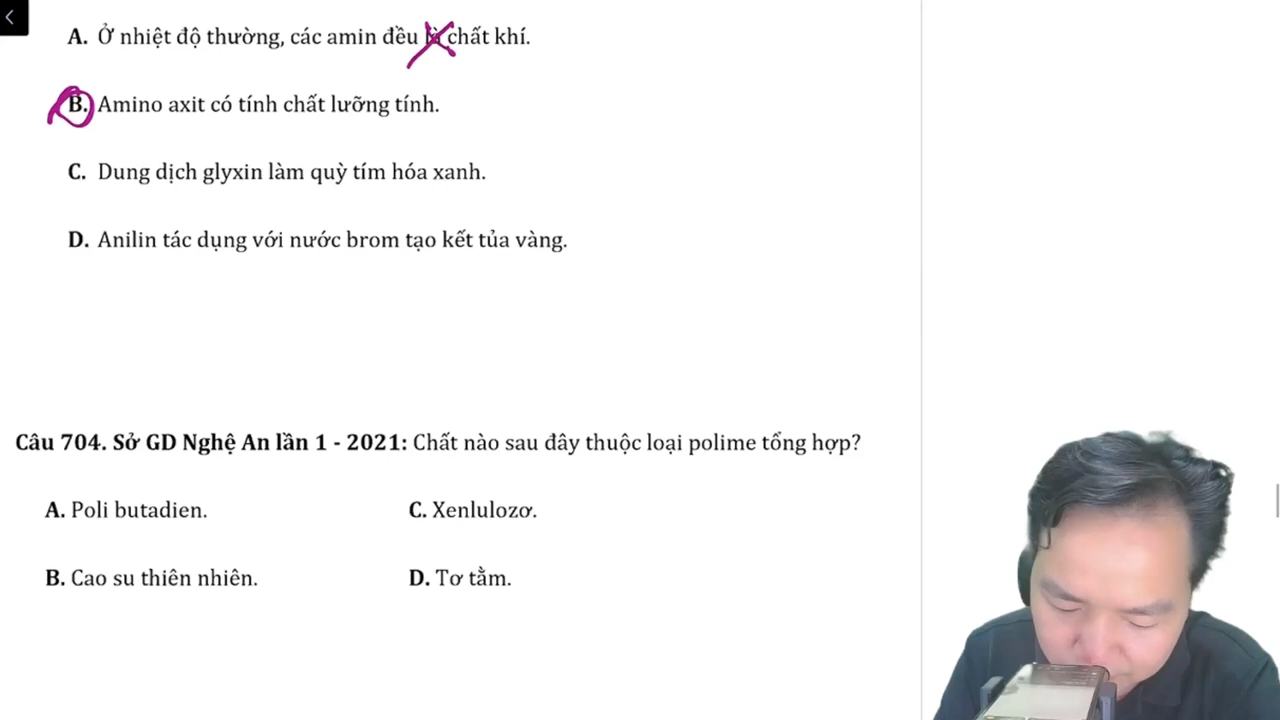 A. Ở nhiệt độ thường, các amin đều là chất khí.
B. Amino axit có tính chất lưỡng tính.
C. Dung dịch glyxin làm quỳ tím hóa xanh.
D. Anilin tác dụng với nước brom tạo kết tủa vàng.
Câu 704. Sở GD Nghệ An lần 1 - 2021: Chất nào sau đây thuộc loại polime tổng hợp?
A. Poli butadien.
C. Xenlulozơ.
B. Cao su thiên nhiên.
D. Tơ tằm.